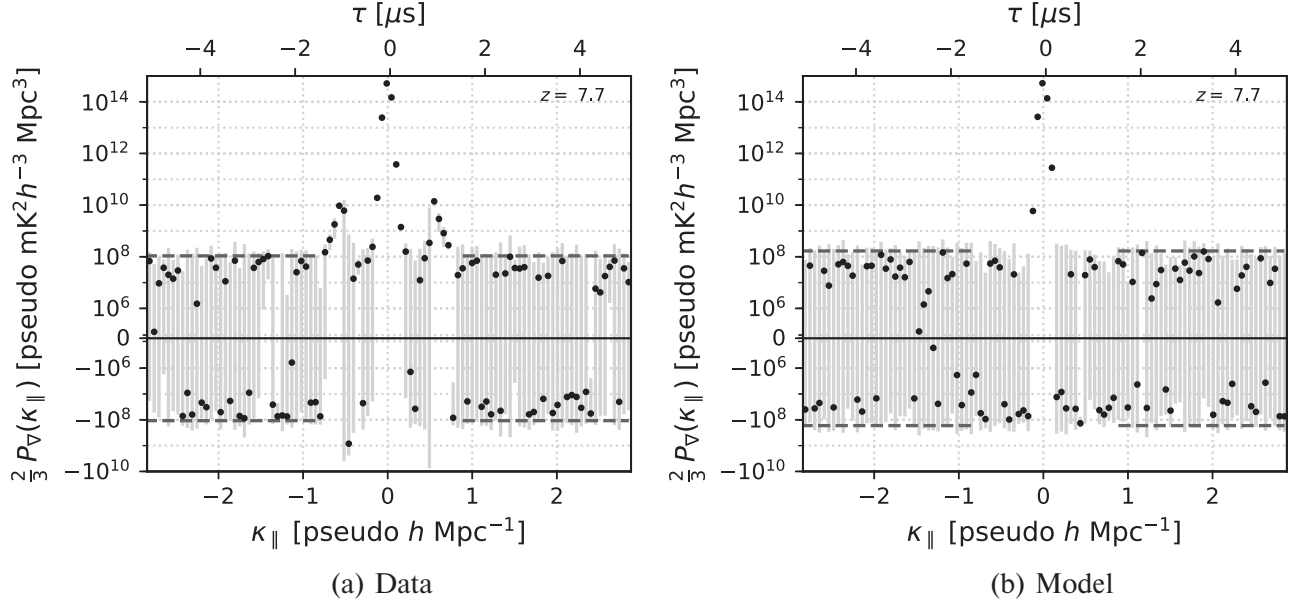 τ [μs]
−4 −2 0 2 4
z = 7.7
10^14
10^12
10^10
10^8
10^6
0
−10^6
−10^8
−10^10
2/3 P∇(κ∥) [pseudo mK²h⁻³ Mpc³]
−2 −1 0 1 2
κ∥ [pseudo h Mpc⁻¹]
(a) Data
τ [μs]
−4 −2 0 2 4
z = 7.7
10^14
10^12
10^10
10^8
10^6
0
−10^6
−10^8
−10^10
2/3 P∇(κ∥) [pseudo mK²h⁻³ Mpc³]
−2 −1 0 1 2
κ∥ [pseudo h Mpc⁻¹]
(b) Model